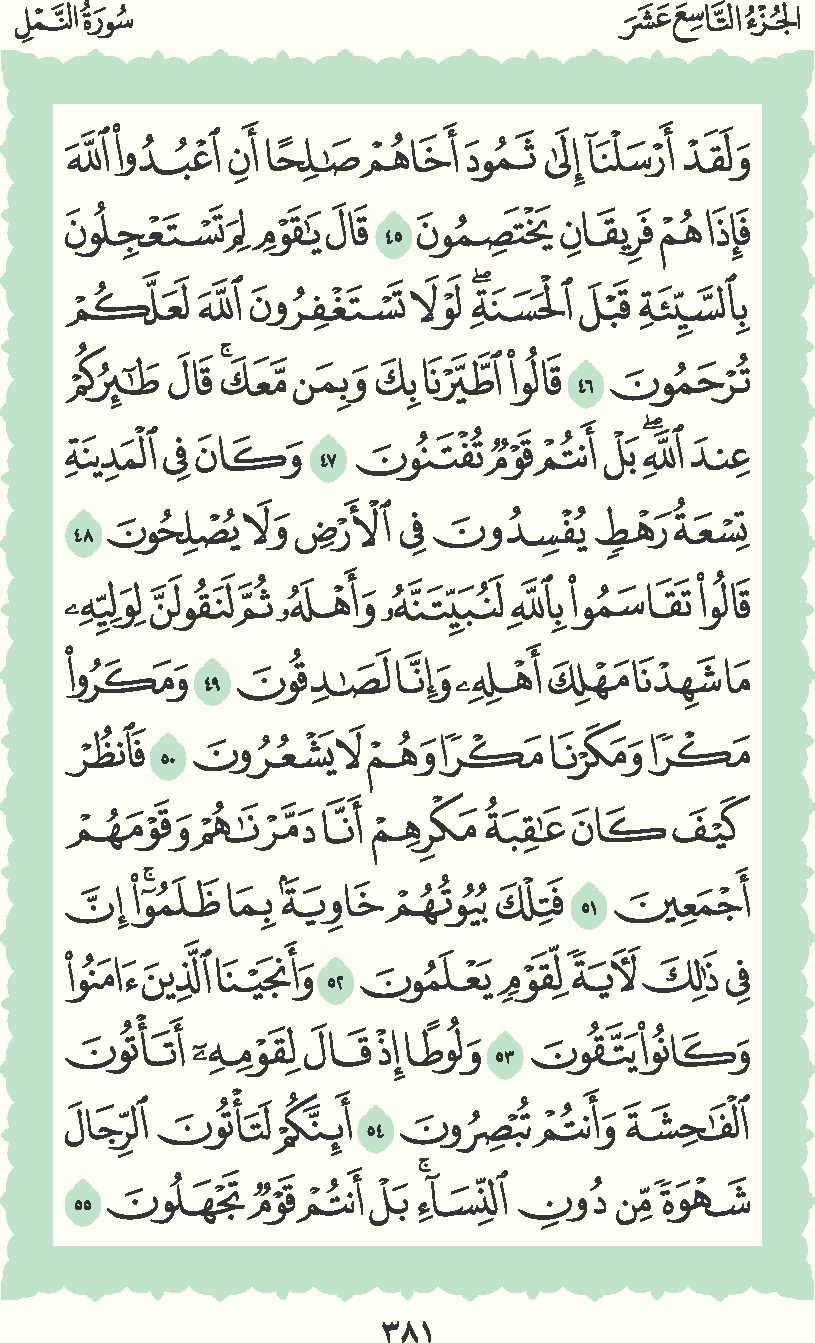 الجُزْءُ التَّاسِعَ عَشَرَ
سُورَةُ النَّمْلِ
وَلَقَدْ أَرْسَلْنَآ إِلَىٰ ثَمُودَ أَخَاهُمْ صَٰلِحًا أَنِ ٱعْبُدُوا۟ ٱللَّهَ
فَإِذَا هُمْ فَرِيقَانِ يَخْتَصِمُونَ ٤٥ قَالَ يَٰقَوْمِ لِمَ تَسْتَعْجِلُونَ
بِٱلسَّيِّئَةِ قَبْلَ ٱلْحَسَنَةِۖ لَوْلَا تَسْتَغْفِرُونَ ٱللَّهَ لَعَلَّكُمْ
تُرْحَمُونَ ٤٦ قَالُوا۟ ٱطَّيَّرْنَا بِكَ وَبِمَن مَّعَكَۚ قَالَ طَٰٓئِرُكُمْ
عِندَ ٱللَّهِۖ بَلْ أَنتُمْ قَوْمٌ تُفْتَنُونَ ٤٧ وَكَانَ فِى ٱلْمَدِينَةِ
تِسْعَةُ رَهْطٍ يُفْسِدُونَ فِى ٱلْأَرْضِ وَلَا يُصْلِحُونَ ٤٨
قَالُوا۟ تَقَاسَمُوا۟ بِٱللَّهِ لَنُبَيِّتَنَّهُۥ وَأَهْلَهُۥ ثُمَّ لَنَقُولَنَّ لِوَلِيِّهِۦ
مَا شَهِدْنَا مَهْلِكَ أَهْلِهِۦ وَإِنَّا لَصَٰدِقُونَ ٤٩ وَمَكَرُوا۟
مَكْرًا وَمَكَرْنَا مَكْرًا وَهُمْ لَا يَشْعُرُونَ ٥٠ فَٱنظُرْ
كَيْفَ كَانَ عَٰقِبَةُ مَكْرِهِمْ أَنَّا دَمَّرْنَٰهُمْ وَقَوْمَهُمْ
أَجْمَعِينَ ٥١ فَتِلْكَ بُيُوتُهُمْ خَاوِيَةًۢ بِمَا ظَلَمُوٓا۟ۚ إِنَّ
فِى ذَٰلِكَ لَءَايَةً لِّقَوْمٍ يَعْلَمُونَ ٥٢ وَأَنجَيْنَا ٱلَّذِينَ ءَامَنُوا۟
وَكَانُوا۟ يَتَّقُونَ ٥٣ وَلُوطًا إِذْ قَالَ لِقَوْمِهِۦٓ أَتَأْتُونَ
ٱلْفَٰحِشَةَ وَأَنتُمْ تُبْصِرُونَ ٥٤ أَئِنَّكُمْ لَتَأْتُونَ ٱلرِّجَالَ
شَهْوَةً مِّن دُونِ ٱلنِّسَآءِۚ بَلْ أَنتُمْ قَوْمٌ تَجْهَلُونَ ٥٥
٣٨١